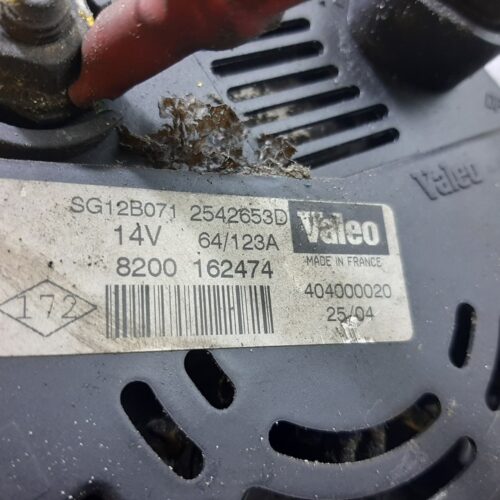 Valeo
SG12B071 2542653D Valeo
14V 64/123A MADE IN FRANCE
8200 162474 404000020
172 25/04